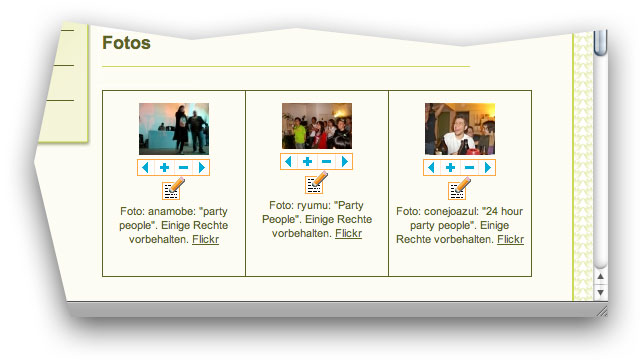 Fotos
Foto: anamobe: "party
people". Einige Rechte
vorbehalten. Flickr
Foto: ryumu: "Party
People". Einige Rechte
vorbehalten. Flickr
Foto: conejoazul: "24 hour
party people". Einige
Rechte vorbehalten. Flickr